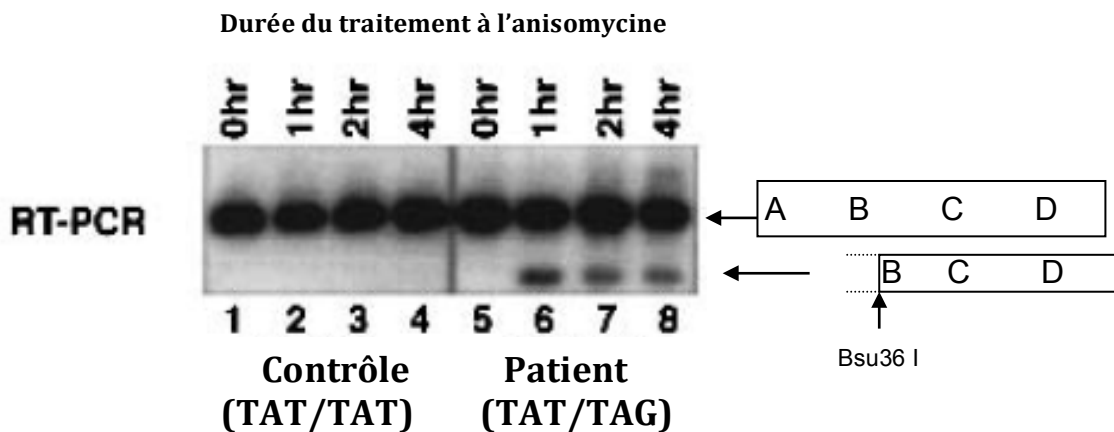 Durée du traitement à l'anisomycine
0hr 1hr 2hr 4hr 0hr 1hr 2hr 4hr
RT-PCR
A B C D
B C D
1 2 3 4 5 6 7 8
Bsu36 I
Contrôle Patient
(TAT/TAT) (TAT/TAG)